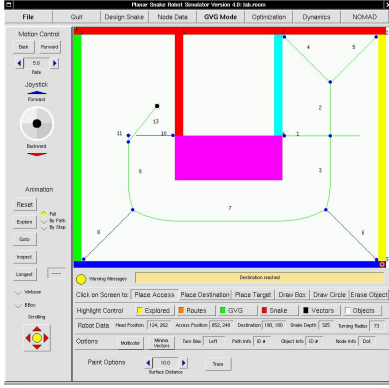 Planar Snake Robot Simulator Version 4.0: lab.room
File Quit Design Snake Node Data GVG Mode Optimization Dynamics NOMAD
Motion Control
Back Forward
5.0
Rate
Joystick
Forward
Backward
Animation
Reset
Explore
Full
By Path
By Step
Goto
Inspect
Longest ---
Verbose
BBox
Scrolling
4 5
2
13
11 10 1
9 3
7
8 6
Warning Messages Destination reached
Click on Screen to: Place Access Place Destination Place Target Draw Box Draw Circle Erase Object
Highlight Control Explored Routes GVG Snake Vectors Objects
Robot Data Head Position 124, 262 Access Position 852, 248 Destination 188, 180 Snake Depth 325 Turning Radius 73
Options Multicolor Minima Vectors Turn Bias Left Path Info ID # Object Info ID # Node Info Dot
Paint Options 10.0 Trace
Surface Distance